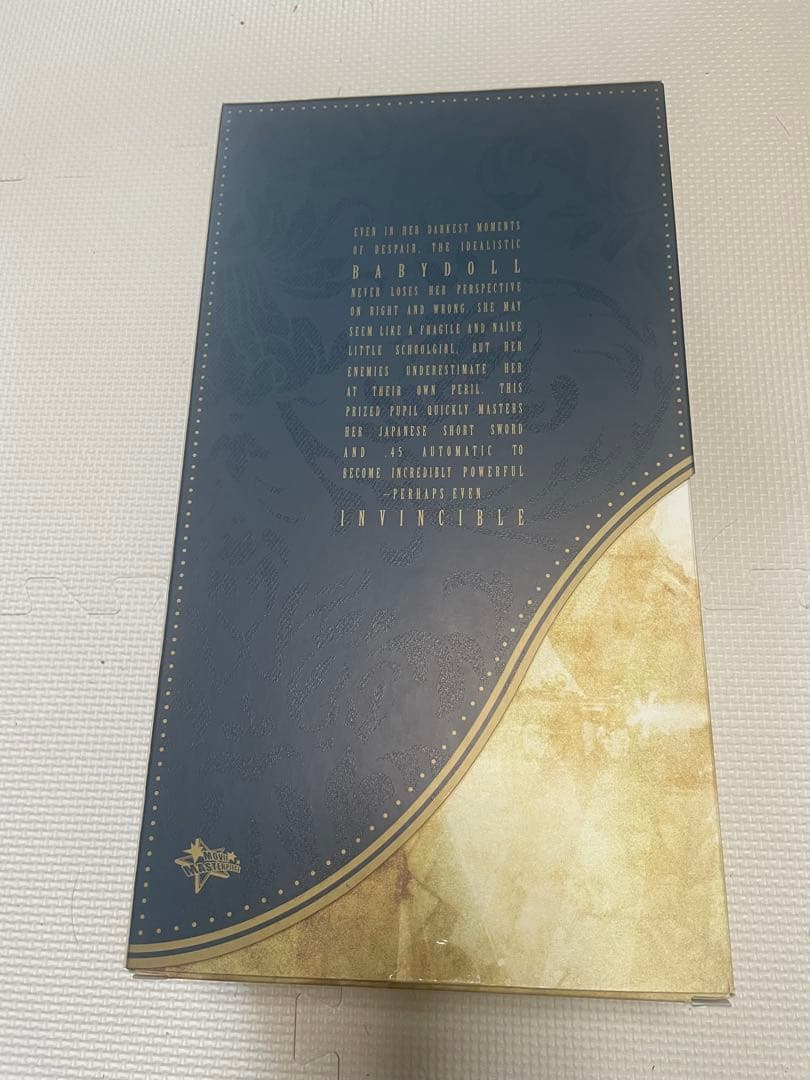 EVEN IN HER DARKEST MOMENTS
OF DESPAIR, THE IDEALISTIC
BABYDOLL
NEVER LOSES HER PERSPECTIVE
ON RIGHT AND WRONG. SHE MAY
SEEM LIKE A FRAGILE AND NAÏVE
LITTLE SCHOOLGIRL, BUT HER
ENEMIES UNDERESTIMATE HER
AT THEIR OWN PERIL. THIS
PRIZED PUPIL QUICKLY MASTERS
HER JAPANESE SHORT SWORD
AND .45 AUTOMATIC TO
BECOME INCREDIBLY POWERFUL
—PERHAPS EVEN
INVINCIBLE
MOVIE
MASTERPIECE